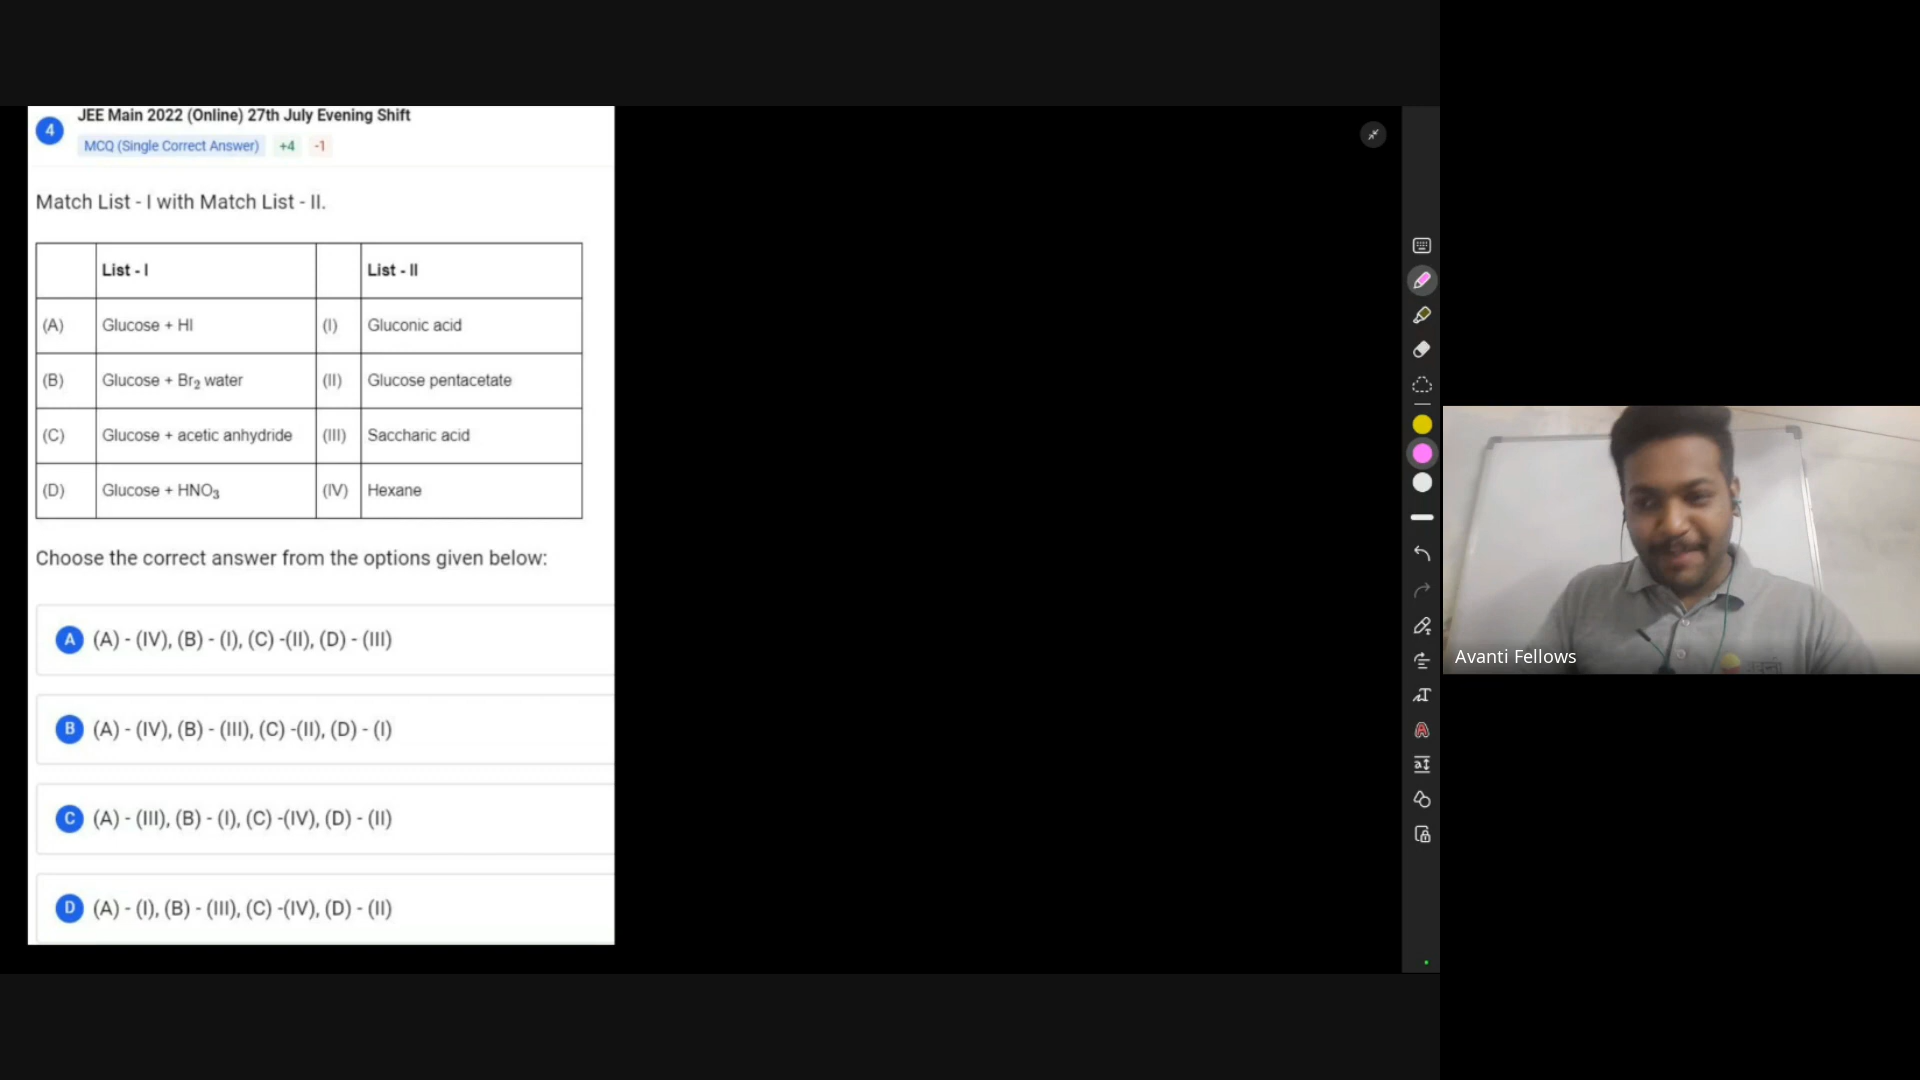 4
JEE Main 2022 (Online) 27th July Evening Shift
MCQ (Single Correct Answer) +4 -1
Match List - I with Match List - II.
List - I List - II
(A) Glucose + HI (I) Gluconic acid
(B) Glucose + Br₂ water (II) Glucose pentacetate
(C) Glucose + acetic anhydride (III) Saccharic acid
(D) Glucose + HNO₃ (IV) Hexane
Choose the correct answer from the options given below:
A (A) - (IV), (B) - (I), (C) -(II), (D) - (III)
B (A) - (IV), (B) - (III), (C) -(II), (D) - (I)
C (A) - (III), (B) - (I), (C) -(IV), (D) - (II)
D (A) - (I), (B) - (III), (C) -(IV), (D) - (II)
Avanti Fellows